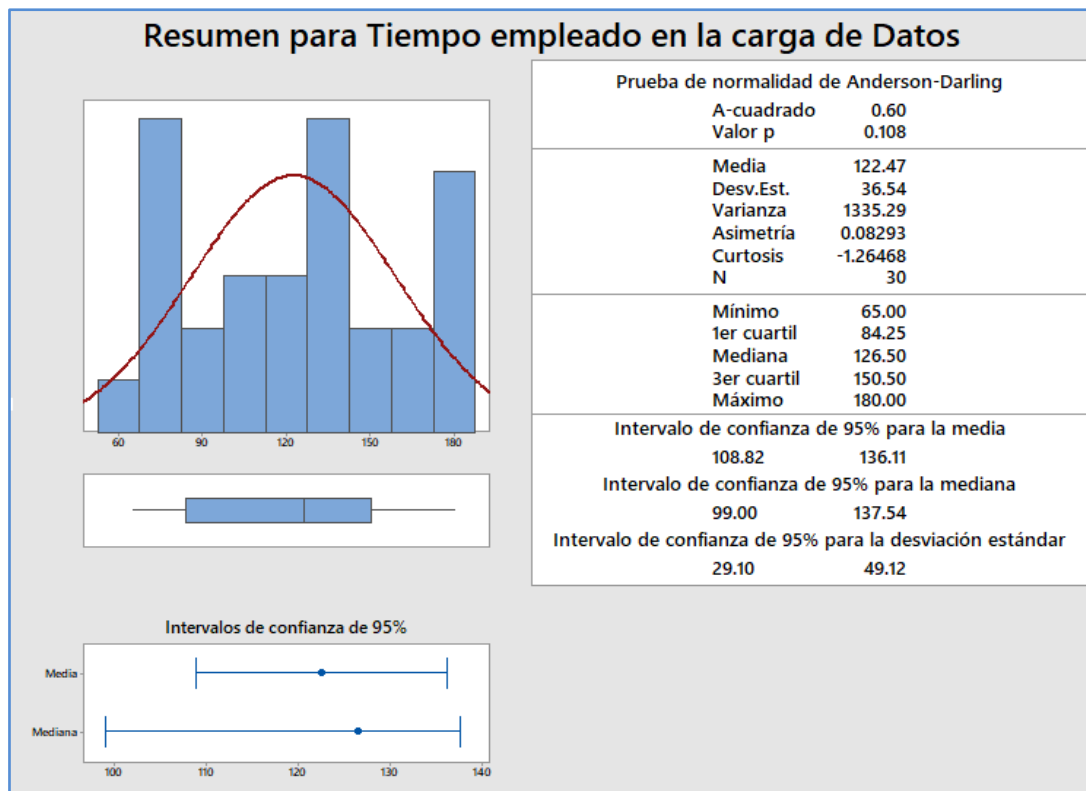 Resumen para Tiempo empleado en la carga de Datos
60 90 120 150 180
Intervalos de confianza de 95%
Media
Mediana
100 110 120 130 140
Prueba de normalidad de Anderson-Darling
A-cuadrado 0.60
Valor p 0.108
Media 122.47
Desv.Est. 36.54
Varianza 1335.29
Asimetría 0.08293
Curtosis -1.26468
N 30
Mínimo 65.00
1er cuartil 84.25
Mediana 126.50
3er cuartil 150.50
Máximo 180.00
Intervalo de confianza de 95% para la media
108.82 136.11
Intervalo de confianza de 95% para la mediana
99.00 137.54
Intervalo de confianza de 95% para la desviación estándar
29.10 49.12